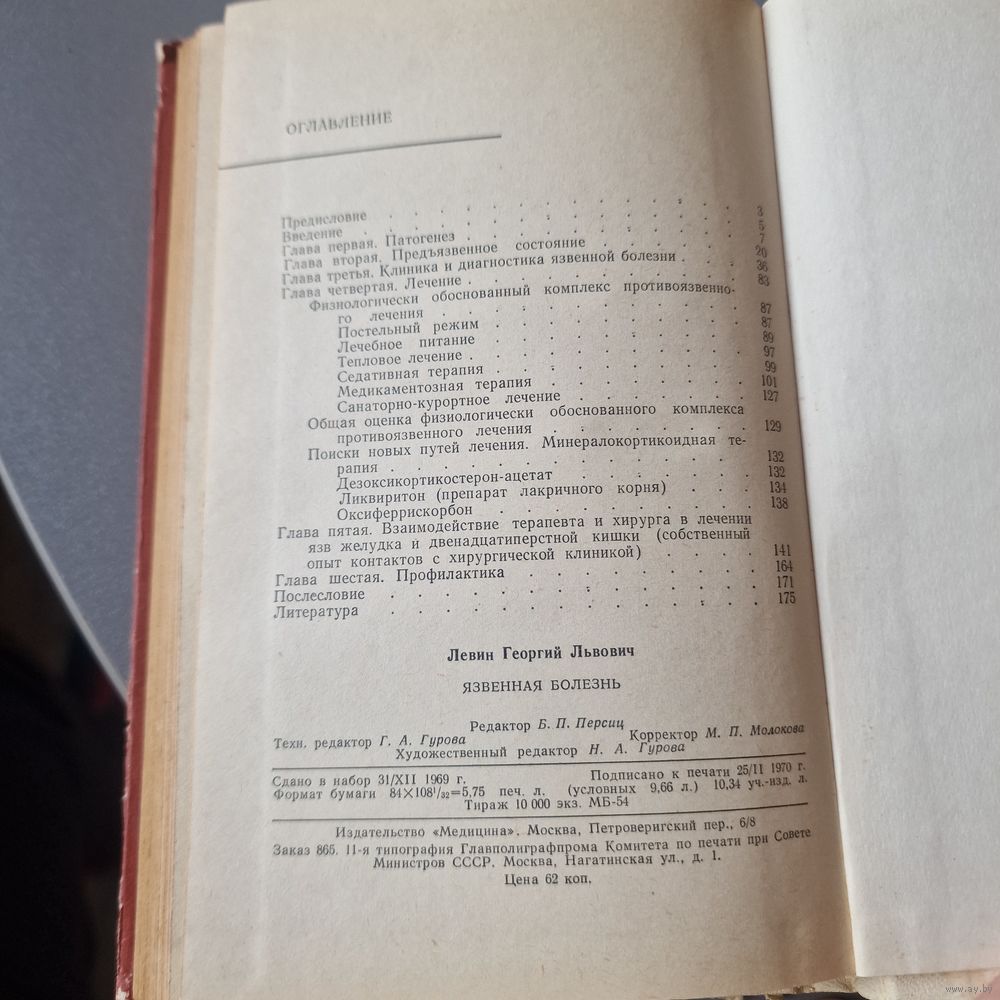 ОГЛАВЛЕНИЕ
Предисловие . . . . . . . . . . . . . 3
Введение . . . . . . . . . . . . . 5
Глава первая. Патогенез . . . . . . . . . . 7
Глава вторая. Предъязвенное состояние . . . . . . 20
Глава третья. Клиника и диагностика язвенной болезни . . . 36
Глава четвертая. Лечение . . . . . . . . . . 83
Физиологически обоснованный комплекс противоязвенно-
го лечения . . . . . . . . . . . 87
Постельный режим . . . . . . . . . 87
Лечебное питание . . . . . . . . . 89
Тепловое лечение . . . . . . . . . 97
Седативная терапия . . . . . . . . . 99
Медикаментозная терапия . . . . . . . 101
Санаторно-курортное лечение . . . . . . 127
Общая оценка физиологически обоснованного комплекса
противоязвенного лечения . . . . . . . 129
Поиски новых путей лечения. Минералокортикоидная те-
рапия . . . . . . . . . . . . 132
Дезоксикортикостерон-ацетат . . . . . . 132
Ликвиритон (препарат лакричного корня) . . . 134
Оксиферрискорбон . . . . . . . . . 138
Глава пятая. Взаимодействие терапевта и хирурга в лечении
язв желудка и двенадцатиперстной кишки (собственный
опыт контактов с хирургической клиникой) . . . . 141
Глава шестая. Профилактика . . . . . . . . 164
Послесловие . . . . . . . . . . . . 171
Литература . . . . . . . . . . . . 175
Левин Георгий Львович
ЯЗВЕННАЯ БОЛЕЗНЬ
Редактор Б. П. Персиц
Техн. редактор Г. А. Гурова Корректор М. П. Молокова
Художественный редактор Н. А. Гурова
Сдано в набор 31/XII 1969 г. Подписано к печати 25/II 1970 г.
Формат бумаги 84×108¹/₃₂=5,75 печ. л. (условных 9,66 л.) 10,34 уч.-изд. л.
Тираж 10 000 экз. МБ-54
Издательство «Медицина». Москва, Петроверигский пер., 6/8
Заказ 865. 11-я типография Главполиграфпрома Комитета по печати при Совете
Министров СССР. Москва, Нагатинская ул., д. 1.
Цена 62 коп.
www.ay.by